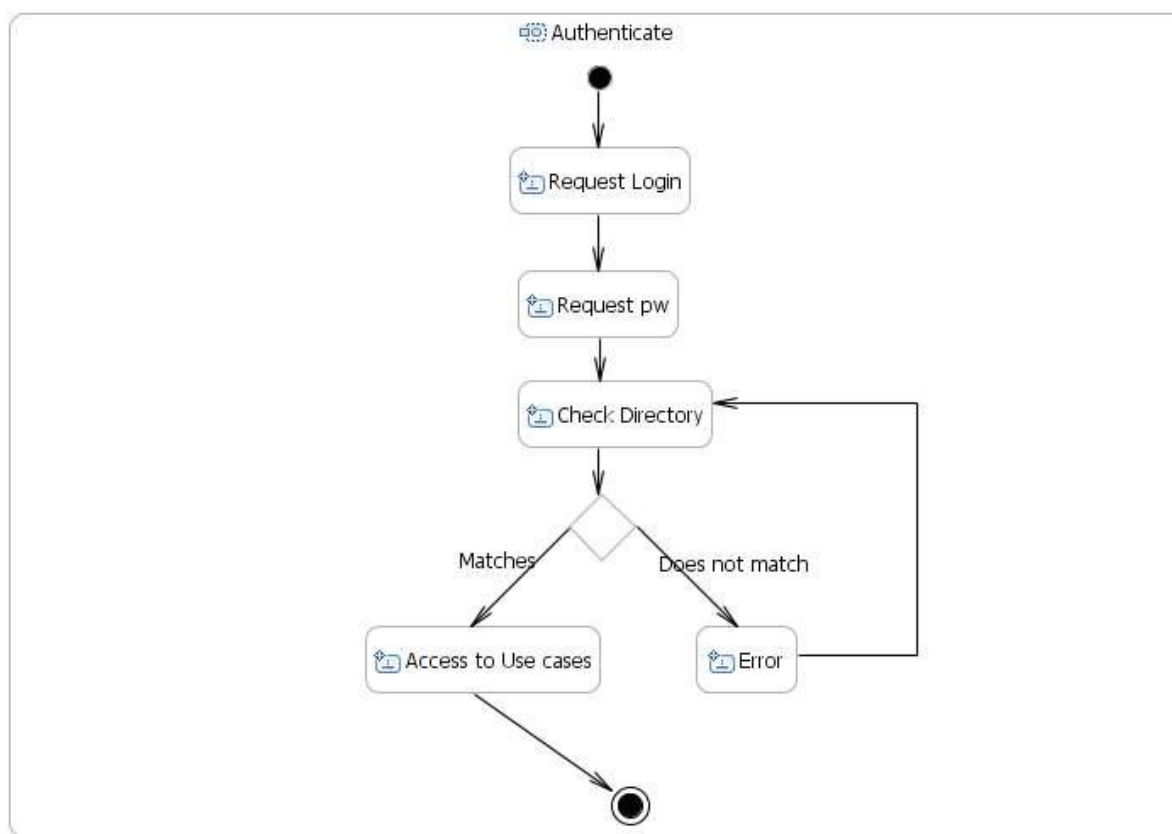 Authenticate
Request Login
Request pw
Check Directory
Matches
Does not match
Access to Use cases
Error